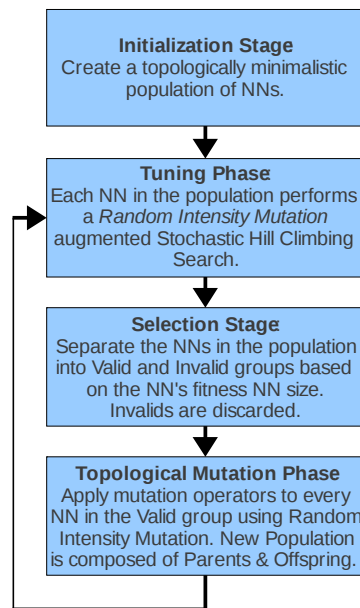 Initialization Stage
Create a topologically minimalistic
population of NNs.
Tuning Phase:
Each NN in the population performs
a Random Intensity Mutation
augmented Stochastic Hill Climbing
Search.
Selection Stage:
Separate the NNs in the population
into Valid and Invalid groups based
on the NN's fitness NN size.
Invalids are discarded.
Topological Mutation Phase
Apply mutation operators to every
NN in the Valid group using Random
Intensity Mutation. New Population
is composed of Parents & Offspring.